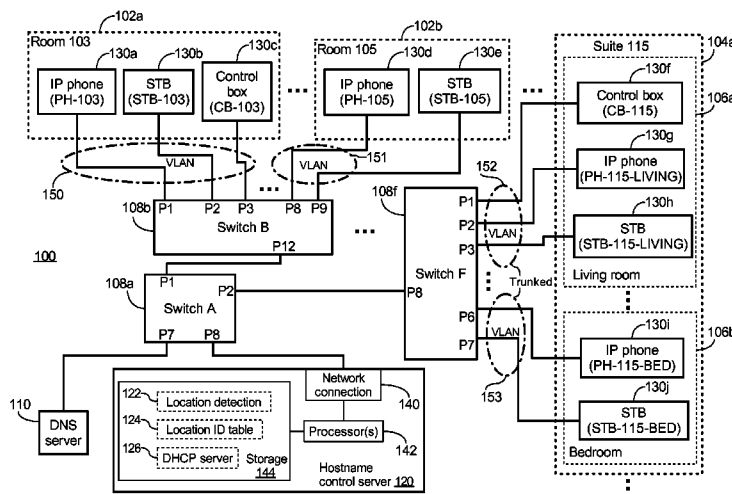 102a
102b
Room 103
130a
130b
130c
Room 105
130d
130e
Suite 115
104a
IP phone
(PH-103)
STB
(STB-103)
Control
box
(CB-103)
...
IP phone
(PH-105)
STB
(STB-105)
...
130f
106a
Control box
(CB-115)
130g
IP phone
(PH-115-LIVING)
130h
STB
(STB-115-LIVING)
Living room
150
VLAN
VLAN
151
152
...
108b
P1
P2
P3
P8
P9
Switch B
P12
...
108f
P1
P2
P3
VLAN
Switch F
Trunked
P8
P6
P7
VLAN
153
100
108a
P1
Switch A
P2
P7
P8
106b
130i
IP phone
(PH-115-BED)
130j
STB
(STB-115-BED)
Bedroom
110
DNS
server
122
Location detection
124
Location ID table
126
DHCP server
Storage
144
Network
connection
140
Processor(s)
142
Hostname
control server 120